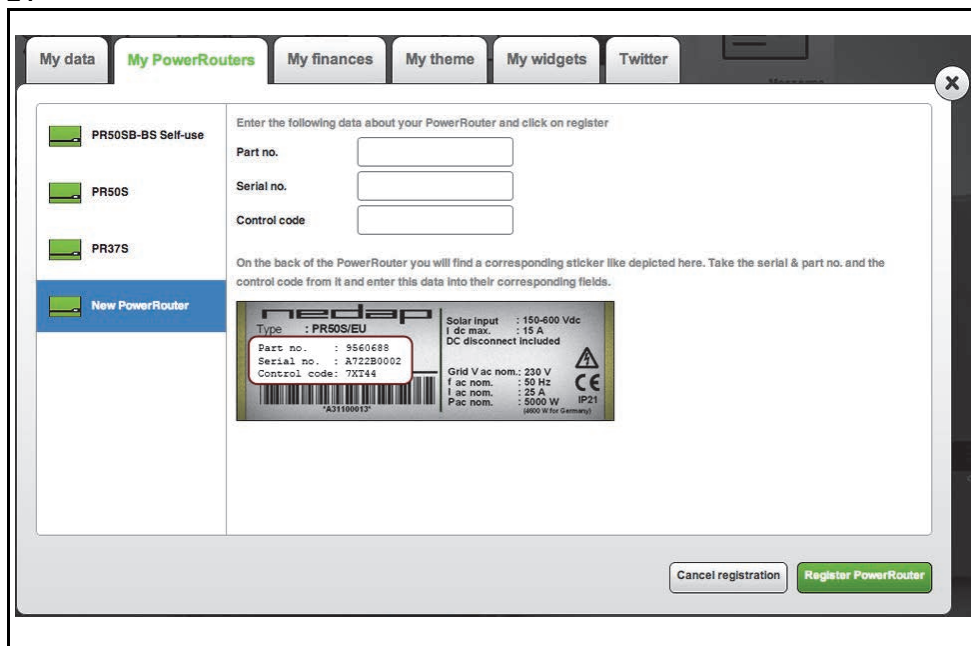 My data
My PowerRouters
My finances
My theme
My widgets
Twitter
PR50SB-BS Self-use
PR50S
PR37S
New PowerRouter
Enter the following data about your PowerRouter and click on register
Part no.
Serial no.
Control code
On the back of the PowerRouter you will find a corresponding sticker like depicted here. Take the serial & part no. and the
control code from it and enter this data into their corresponding fields.
nedap
Type : PR50S/EU
Part no. : 9560688
Serial no. : A722B0002
Control code: 7XT44
*A31100013*
Solar input : 150-600 Vdc
I dc max. : 15 A
DC disconnect included
Grid V ac nom.: 230 V
f ac nom. : 50 Hz
I ac nom. : 25 A
Pac nom. : 5000 W
(4600 W for Germany)
CE
IP21
Cancel registration
Register PowerRouter